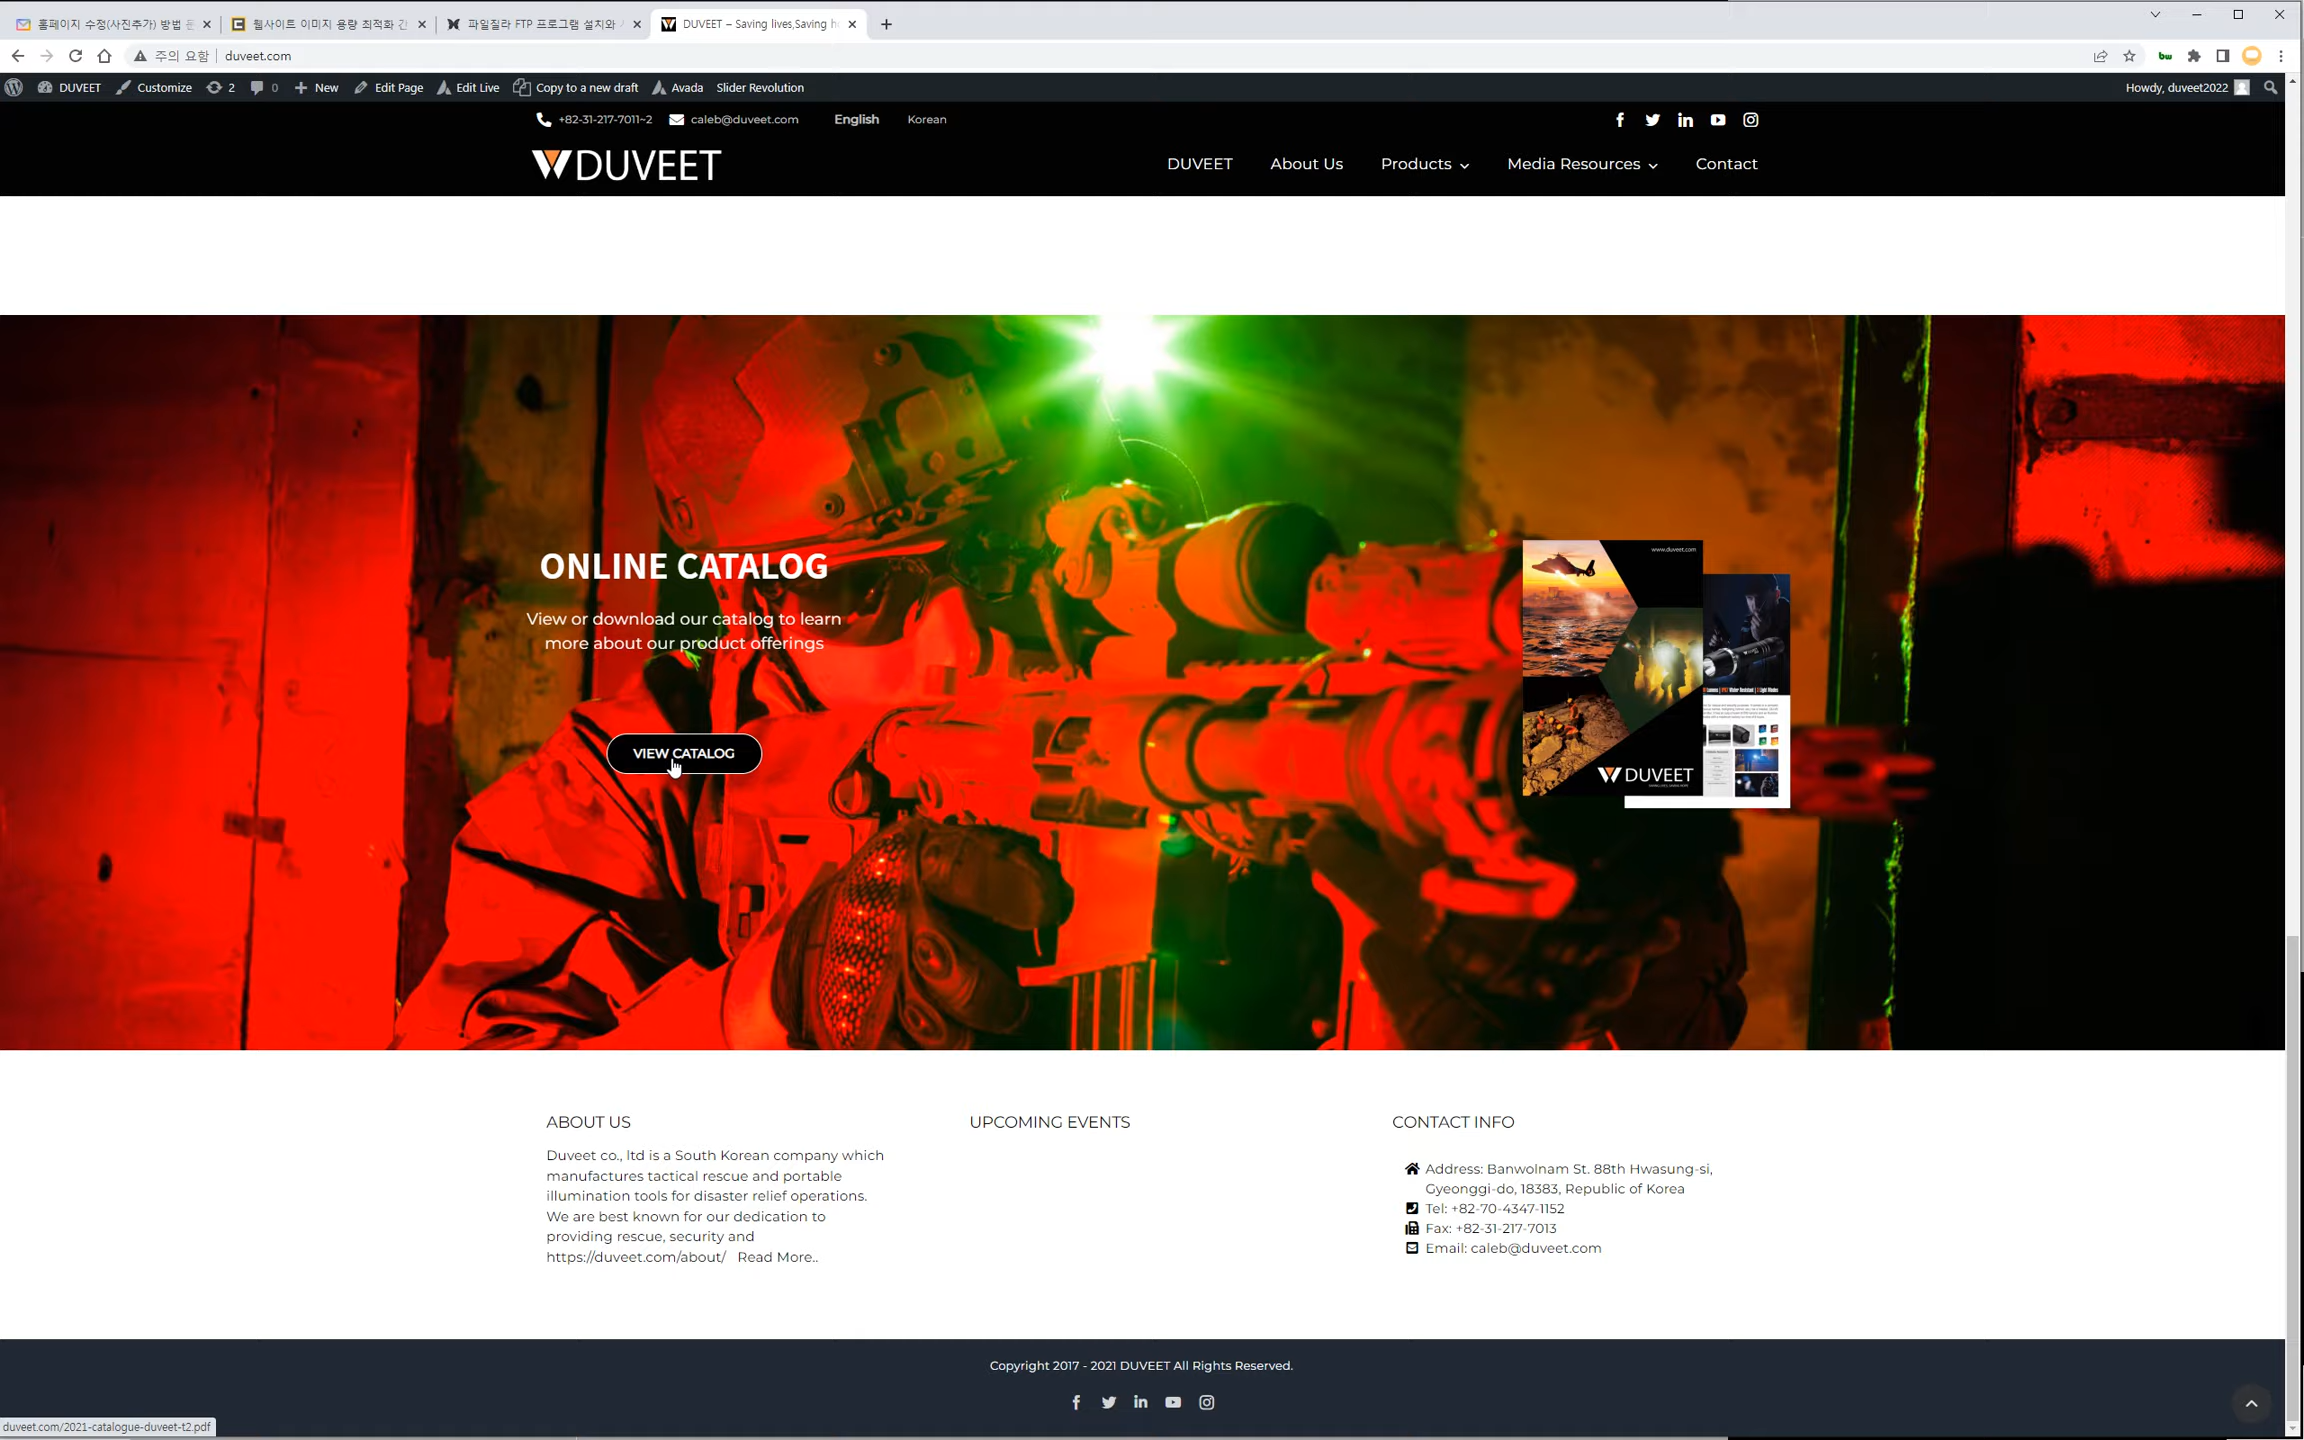 홈페이지 수정(사진추가) 방법 문
웹사이트 이미지 용량 최적화 간
파일질라 FTP 프로그램 설치와
DUVEET – Saving lives,Saving h
주의 요함
duveet.com
DUVEET
Customize
2
0
New
Edit Page
Edit Live
Copy to a new draft
Avada
Slider Revolution
Howdy, duveet2022
+82-31-217-7011~2
caleb@duveet.com
English
Korean
DUVEET
DUVEET
About Us
Products
Media Resources
Contact
ONLINE CATALOG
View or download our catalog to learn
more about our product offerings
VIEW CATALOG
www.duveet.com
DUVEET
ABOUT US
Duveet co., ltd is a South Korean company which
manufactures tactical rescue and portable
illumination tools for disaster relief operations.
We are best known for our dedication to
providing rescue, security and
https://duveet.com/about/ Read More..
UPCOMING EVENTS
CONTACT INFO
Address: Banwolnam St. 88th Hwasung-si,
Gyeonggi-do, 18383, Republic of Korea
Tel: +82-70-4347-1152
Fax: +82-31-217-7013
Email: caleb@duveet.com
Copyright 2017 - 2021 DUVEET All Rights Reserved.
duveet.com/2021-catalogue-duveet-t2.pdf